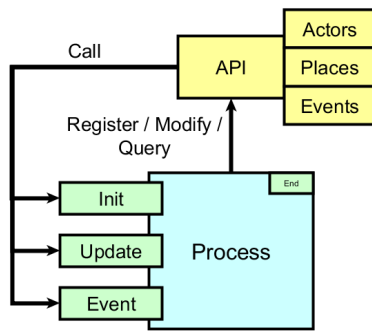 Actors
Call
API
Places
Events
Register / Modify /
Query
End
Init
Update
Process
Event